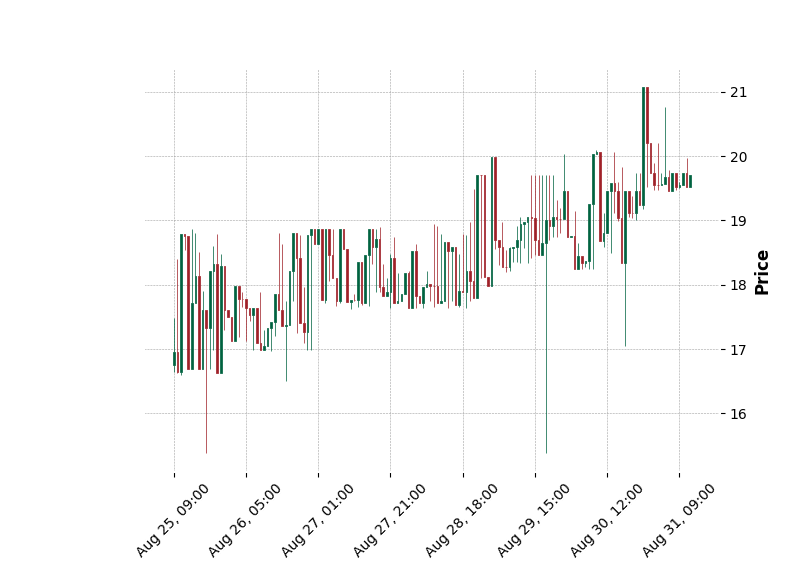 21
20
19
18
17
16
Price
Aug 25, 09:00
Aug 26, 05:00
Aug 27, 01:00
Aug 27, 21:00
Aug 28, 18:00
Aug 29, 15:00
Aug 30, 12:00
Aug 31, 09:00